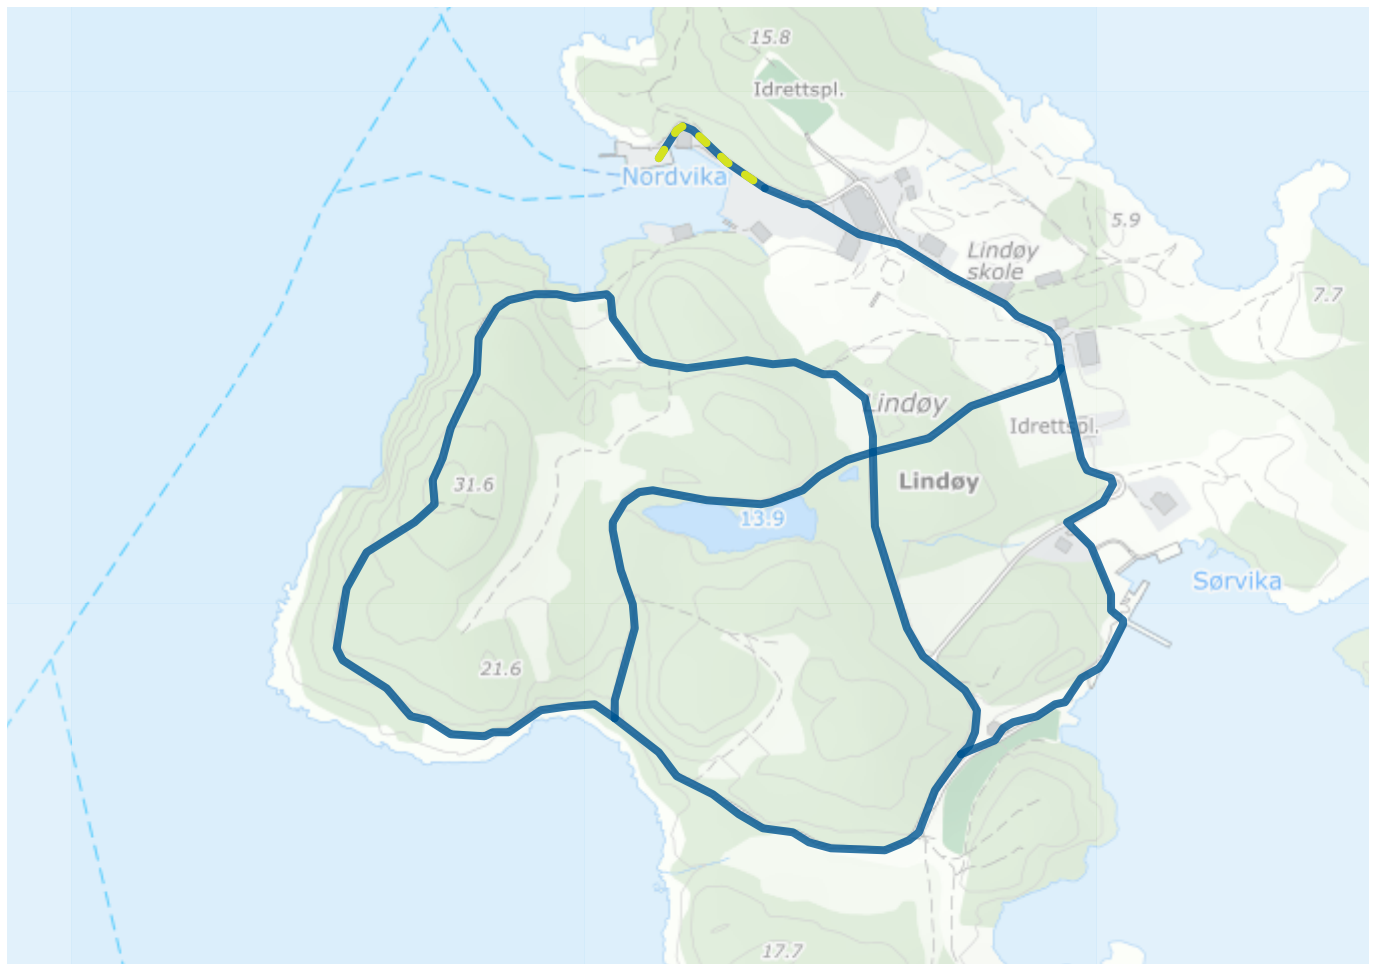 15.8
Idrettspl.
Nordvika
5.9
Lindøy
skole
7.7
Lindøy
Idrettspl.
31.6
Lindøy
13.9
Sørvika
21.6
17.7